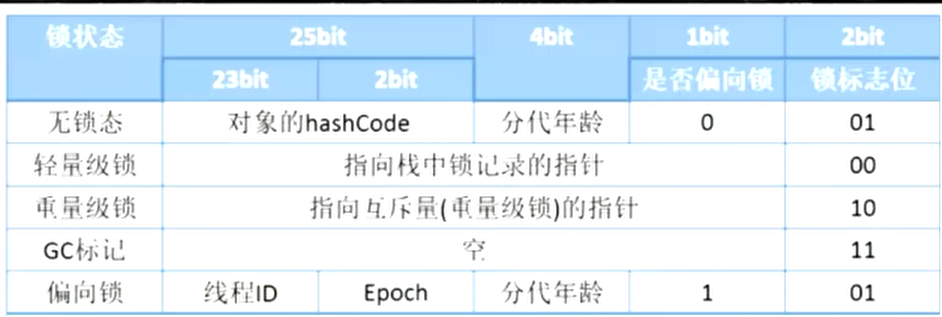 锁状态 25bit 4bit 1bit 2bit
23bit 2bit 是否偏向锁 锁标志位
无锁态 对象的hashCode 分代年龄 0 01
轻量级锁 指向栈中锁记录的指针 00
重量级锁 指向互斥量(重量级锁)的指针 10
GC标记 空 11
偏向锁 线程ID Epoch 分代年龄 1 01